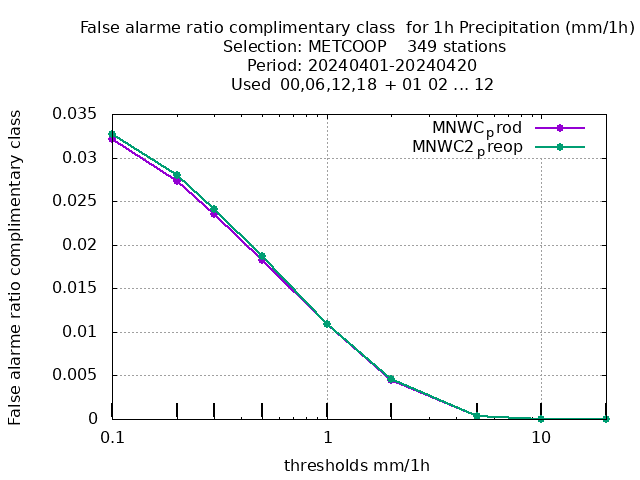 False alarme ratio complimentary class  for 1h Precipitation (mm/1h)
Selection: METCOOP    349 stations
Period: 20240401-20240420
Used 00,06,12,18 + 01 02 ... 12
False alarme ratio complimentary class
0.035
0.03
0.025
0.02
0.015
0.01
0.005
0
MNWCprod
MNWC2preop
0.1
1
10
thresholds mm/1h